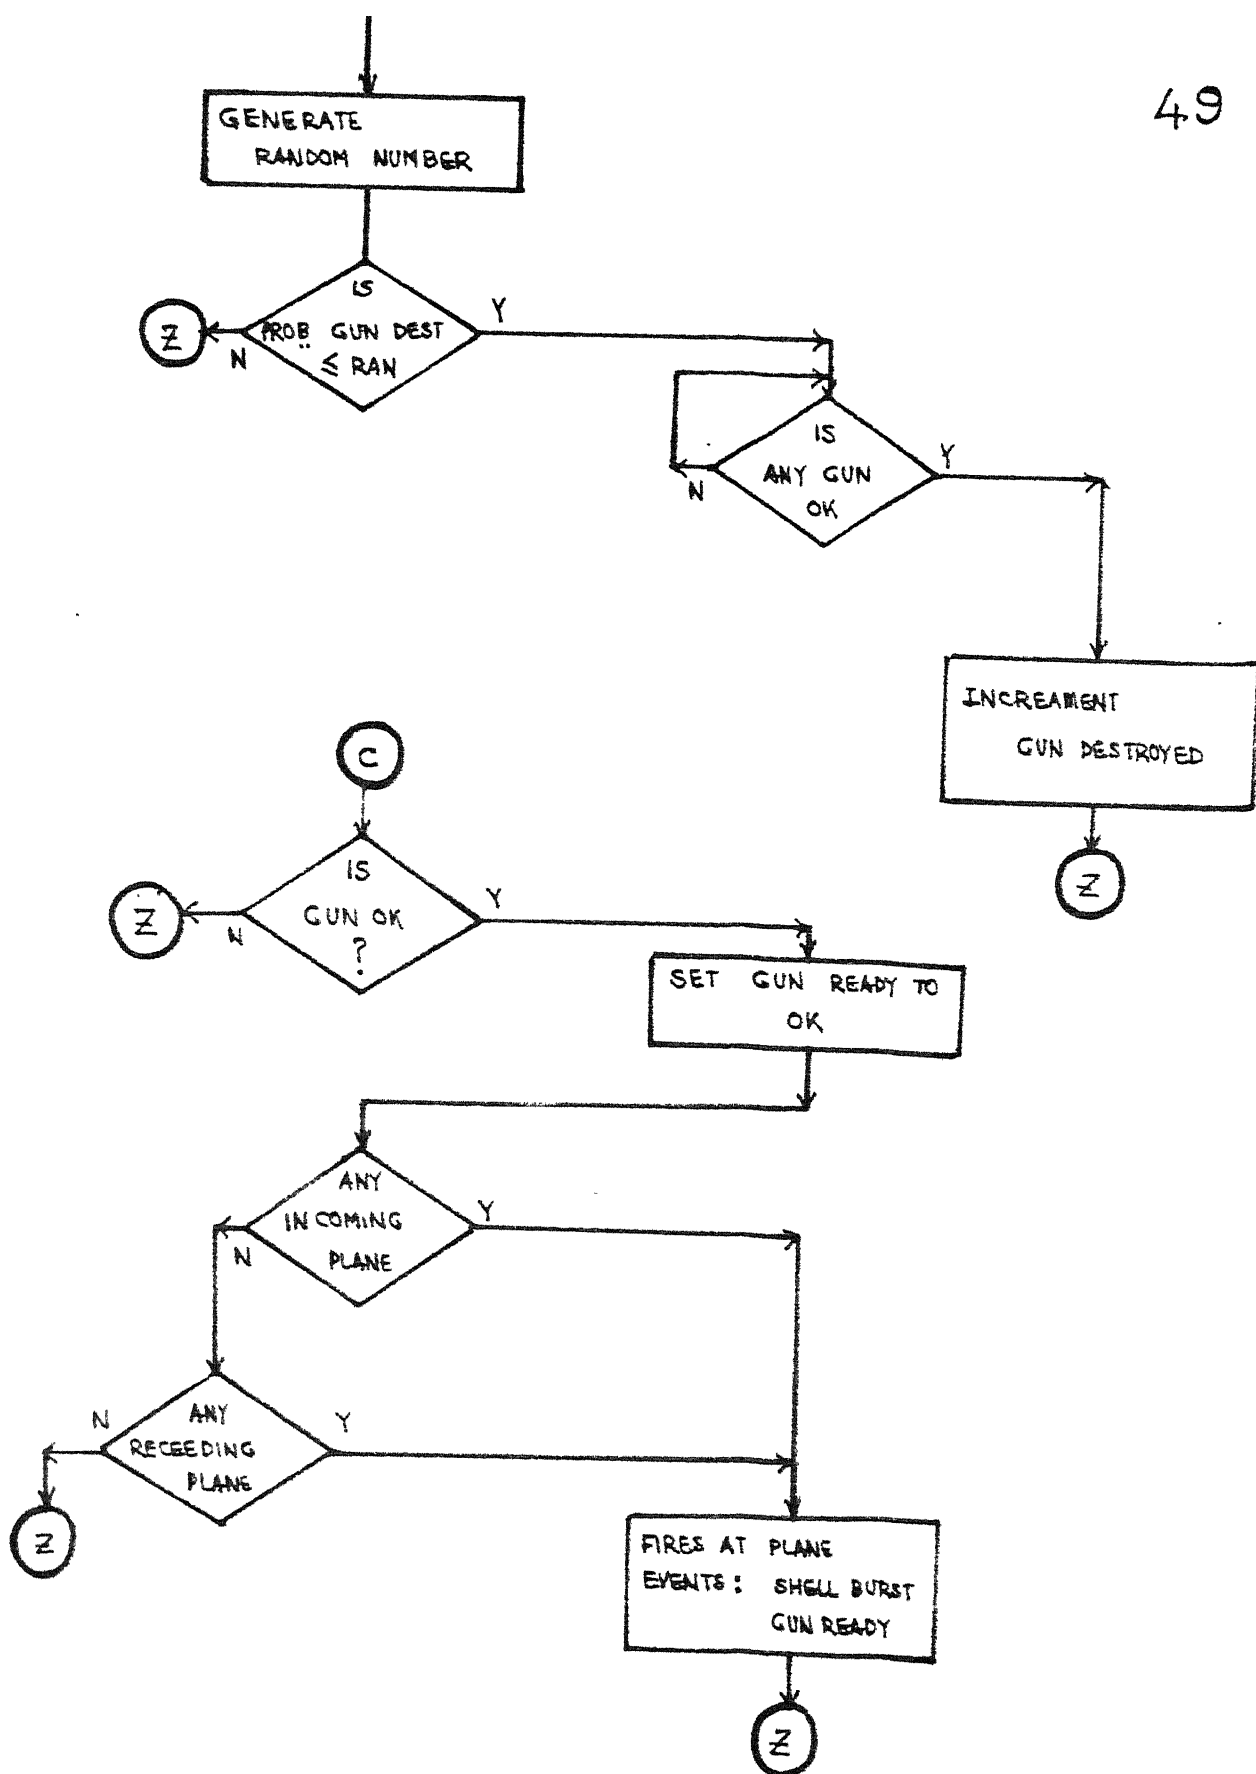 49
GENERATE
RANDOM NUMBER
IS
PROB GUN DEST
≤ RAN
Y
N
Z
IS
ANY GUN
OK
Y
N
INCREAMENT
GUN DESTROYED
Z
C
IS
GUN OK
?
Y
N
Z
SET GUN READY TO
OK
ANY
IN COMING
PLANE
Y
N
ANY
RECEEDING
PLANE
N
Y
Z
FIRES AT PLANE
EVENTS: SHELL BURST
GUN READY
Z